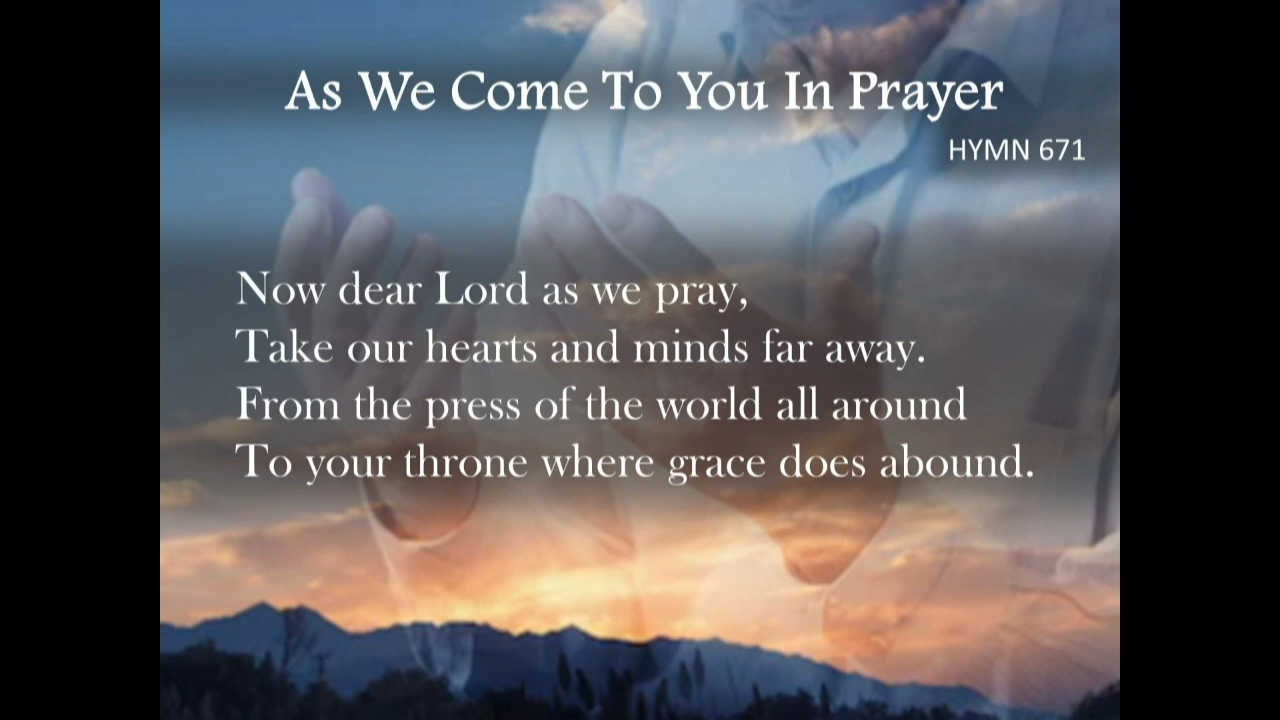 As We Come To You In Prayer
HYMN 671
Now dear Lord as we pray,
Take our hearts and minds far away.
From the press of the world all around
To your throne where grace does abound.